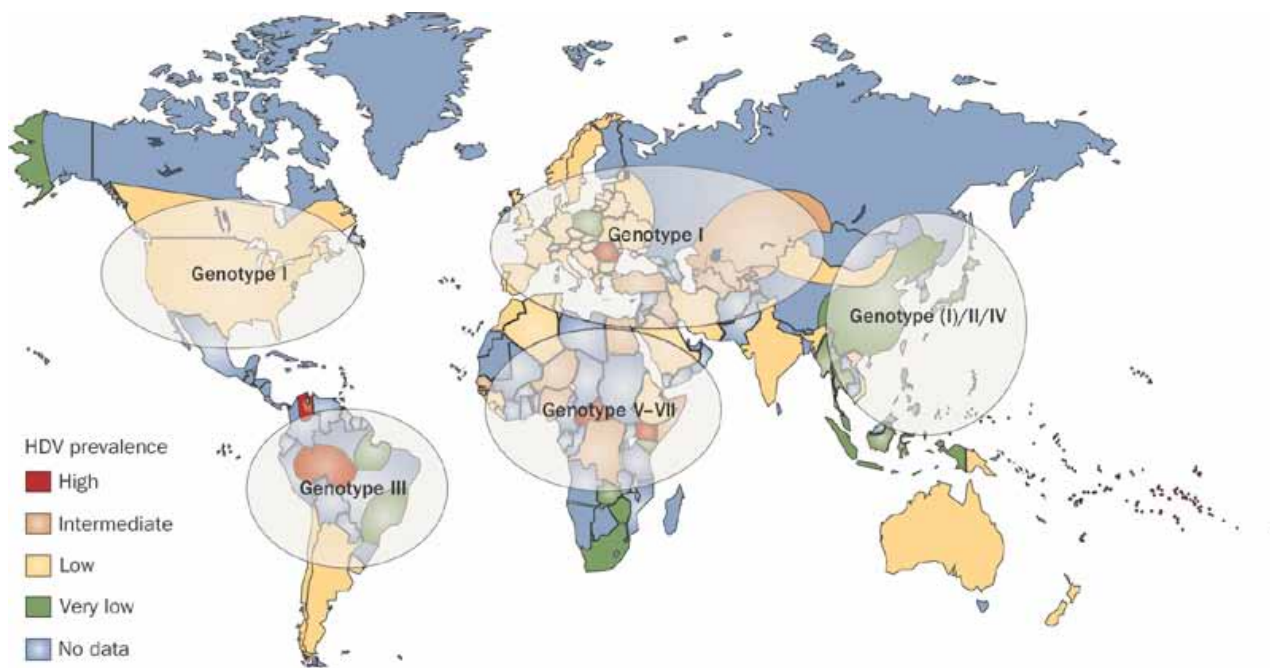 Genotype I
Genotype I
Genotype (I)/II/IV
Genotype V–VII
Genotype III
HDV prevalence
High
Intermediate
Low
Very low
No data